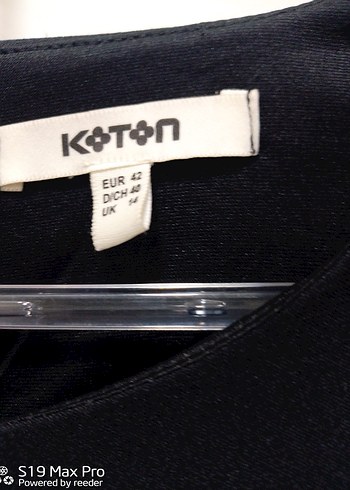 KOTON
EUR 42
D/CH 40
UK 14
S19 Max Pro
Powered by reeder